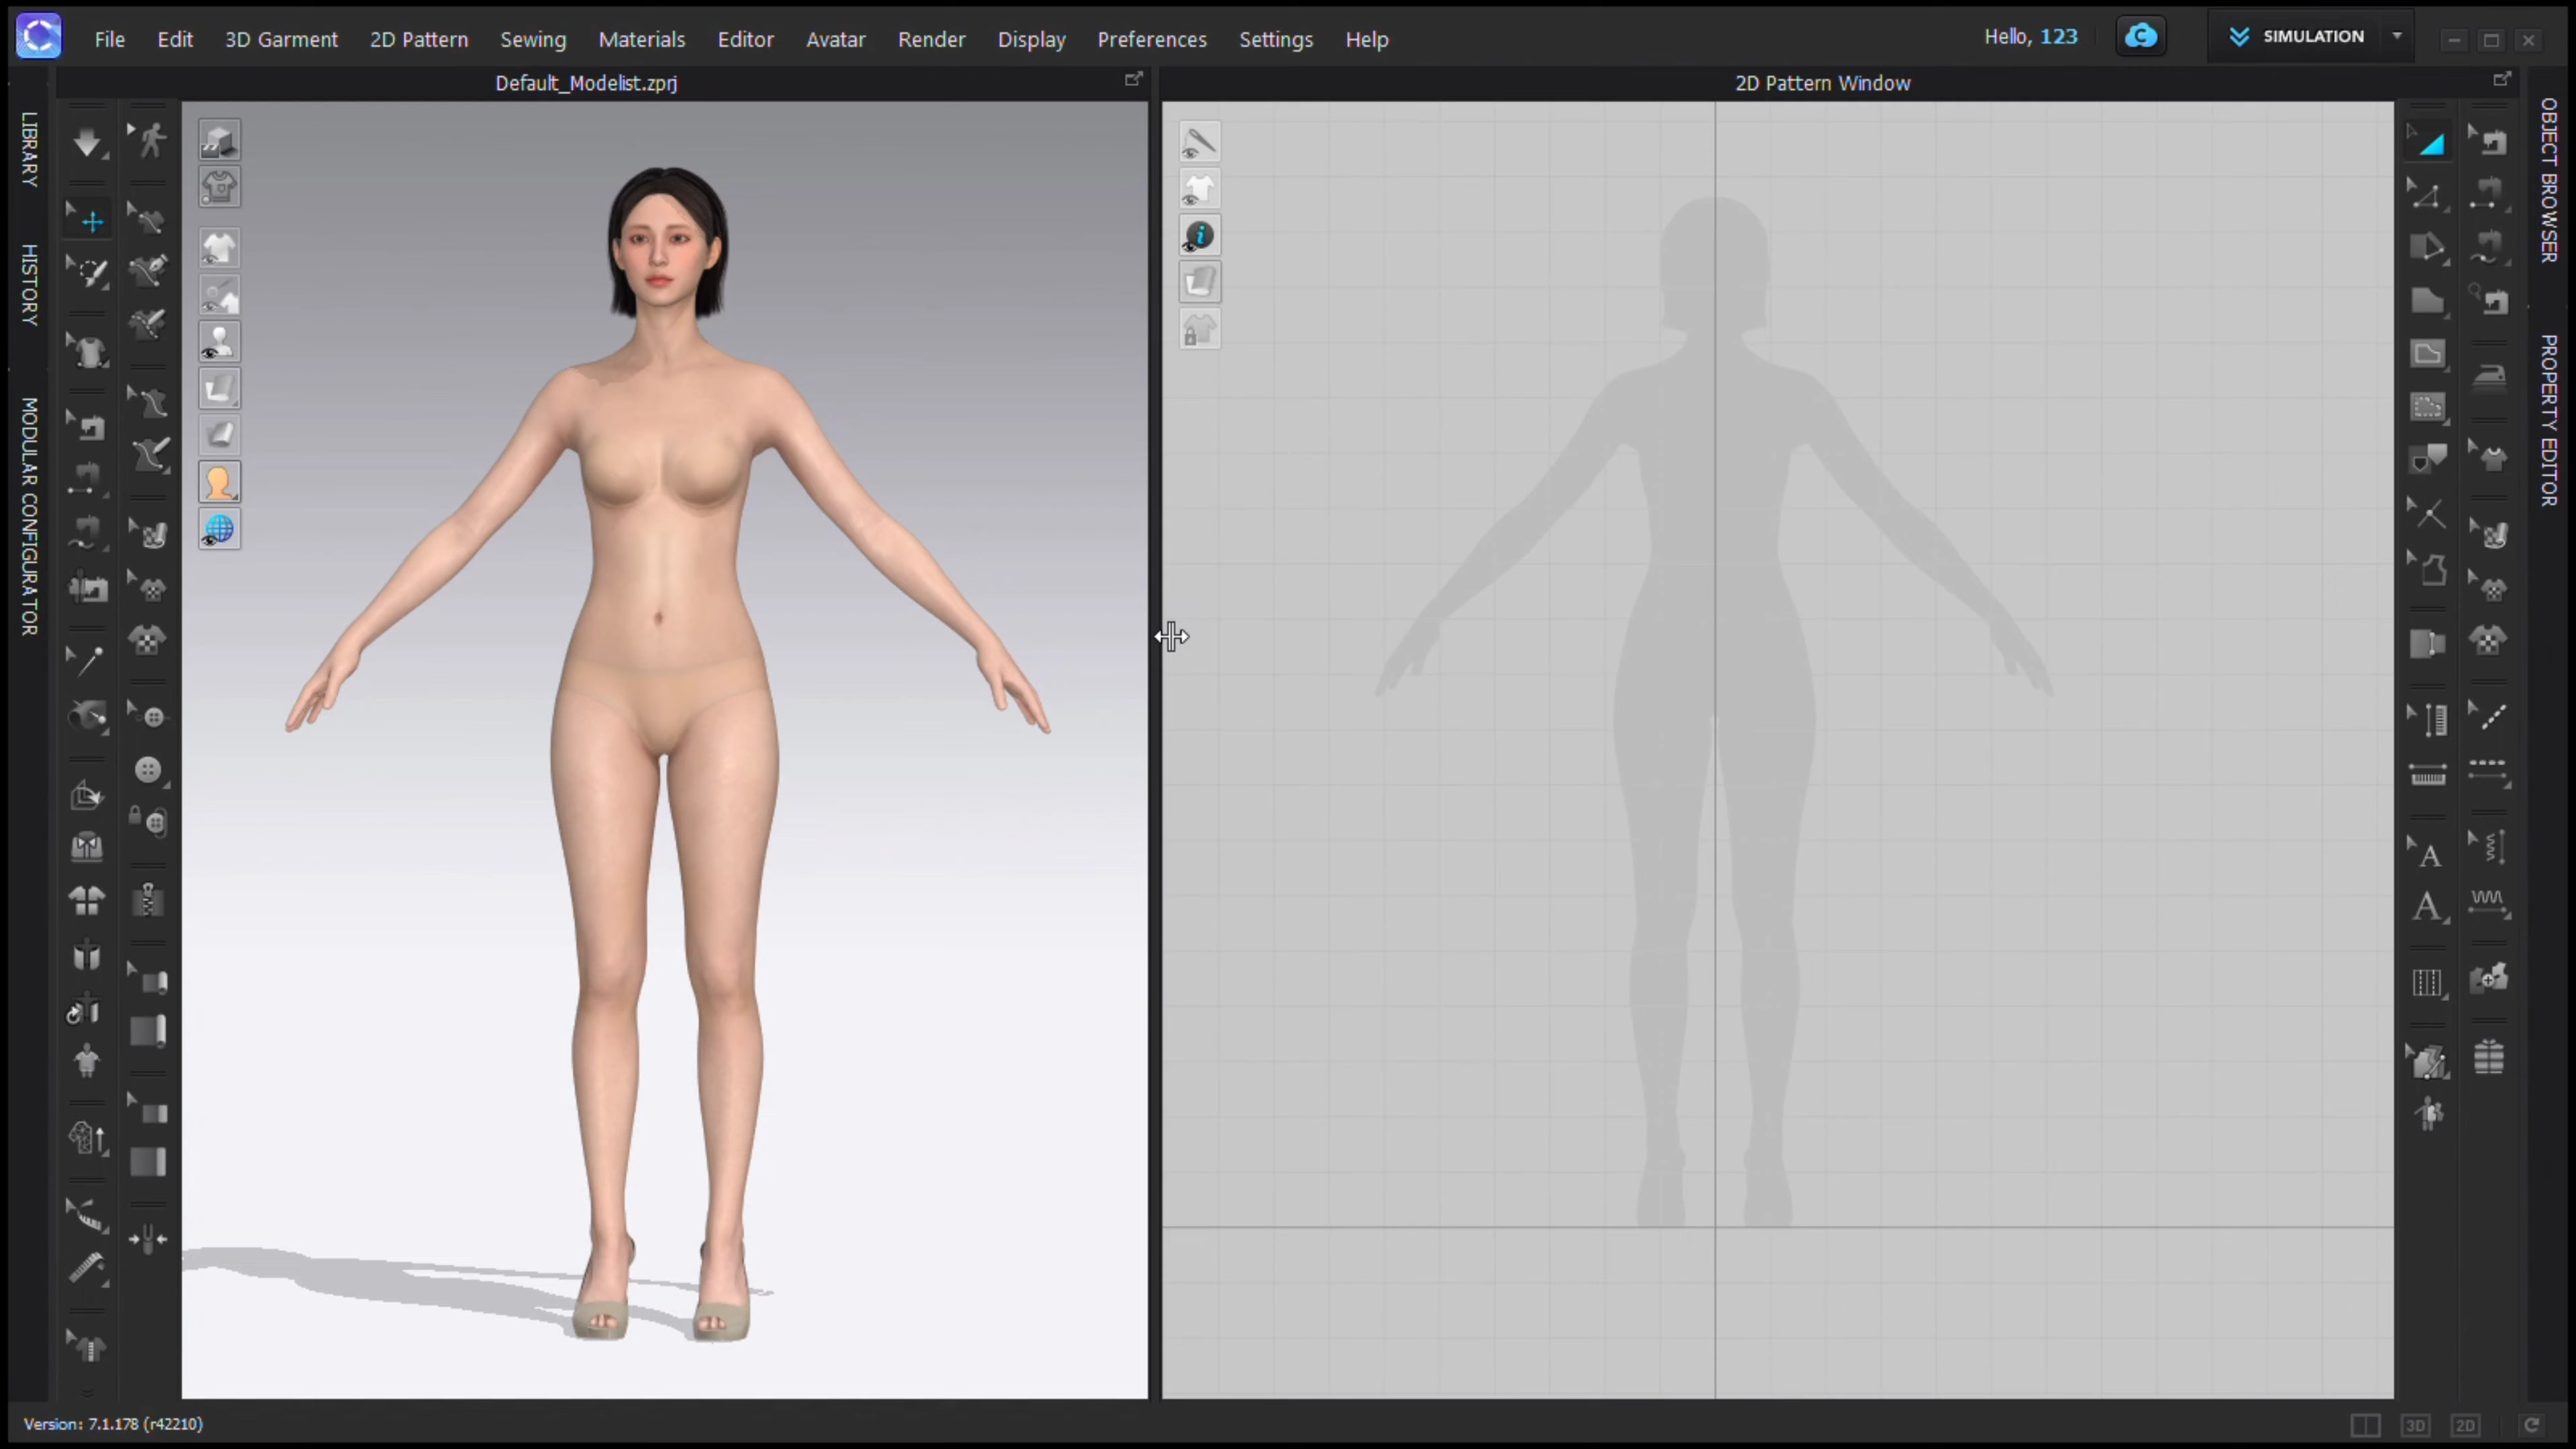 File Edit 3D Garment 2D Pattern Sewing Materials Editor Avatar Render Display Preferences Settings Help Hello, 123 SIMULATION
Default_Modelist.zprj
2D Pattern Window
LIBRARY
HISTORY
MODULAR CONFIGURATOR
OBJECT BROWSER
PROPERTY EDITOR
Version: 7.1.178 (r42210)
3D 2D